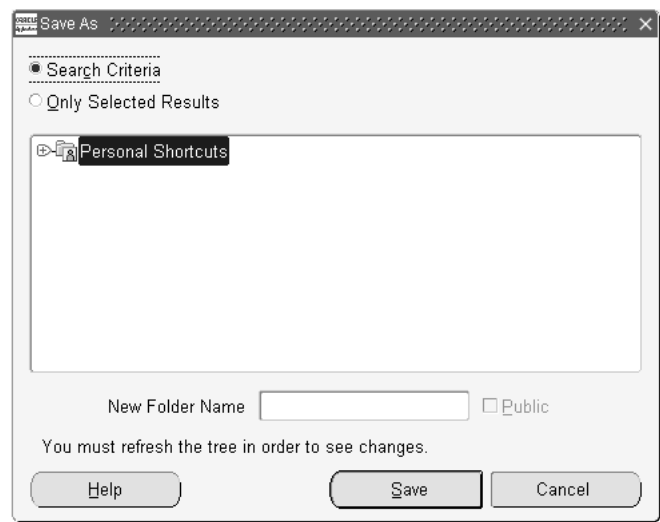 ORACLE Save As
Search Criteria
Only Selected Results
Personal Shortcuts
New Folder Name
Public
You must refresh the tree in order to see changes.
Help
Save
Cancel